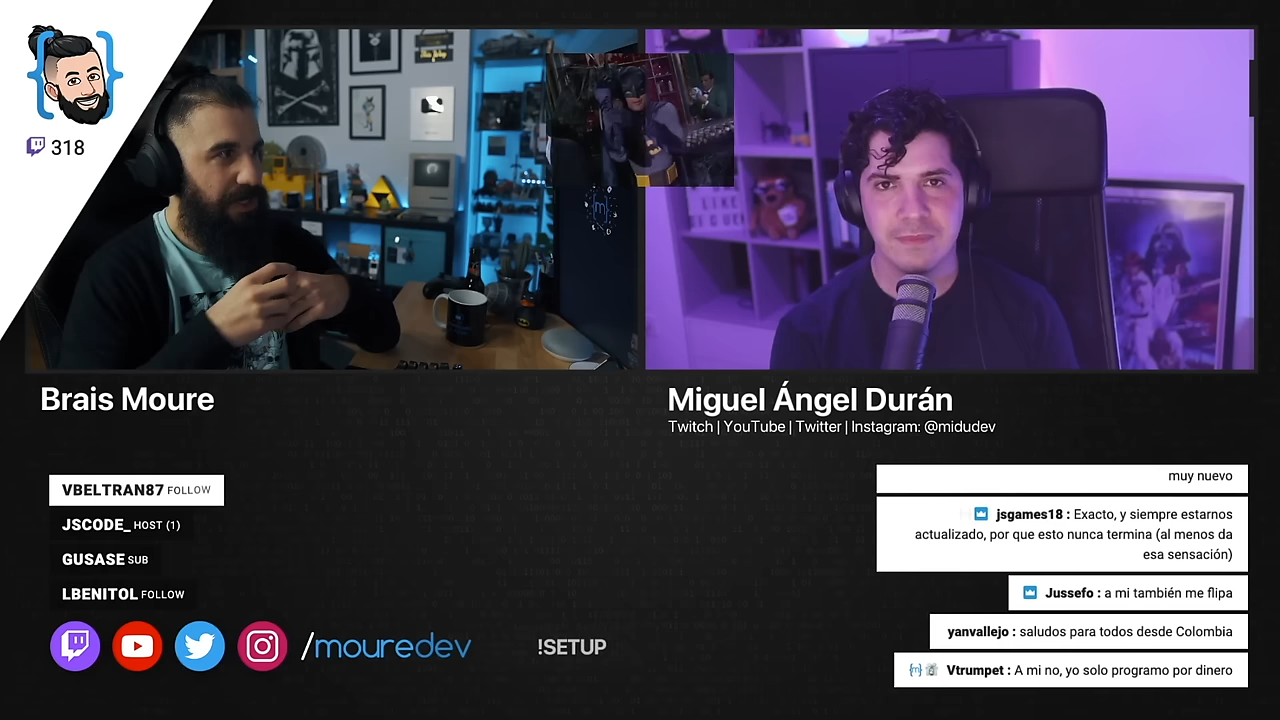 318
Brais Moure
Miguel Ángel Durán
Twitch | YouTube | Twitter | Instagram: @midudev
VBELTRAN87 FOLLOW
JSCODE_ HOST (1)
GUSASE SUB
LBENITOL FOLLOW
/mouredev
!SETUP
muy nuevo
jsgames18 : Exacto, y siempre estarnos
actualizado, por que esto nunca termina (al menos da
esa sensación)
Jussefo : a mi también me flipa
yanvallejo : saludos para todos desde Colombia
Vtrumpet : A mi no, yo solo programo por dinero